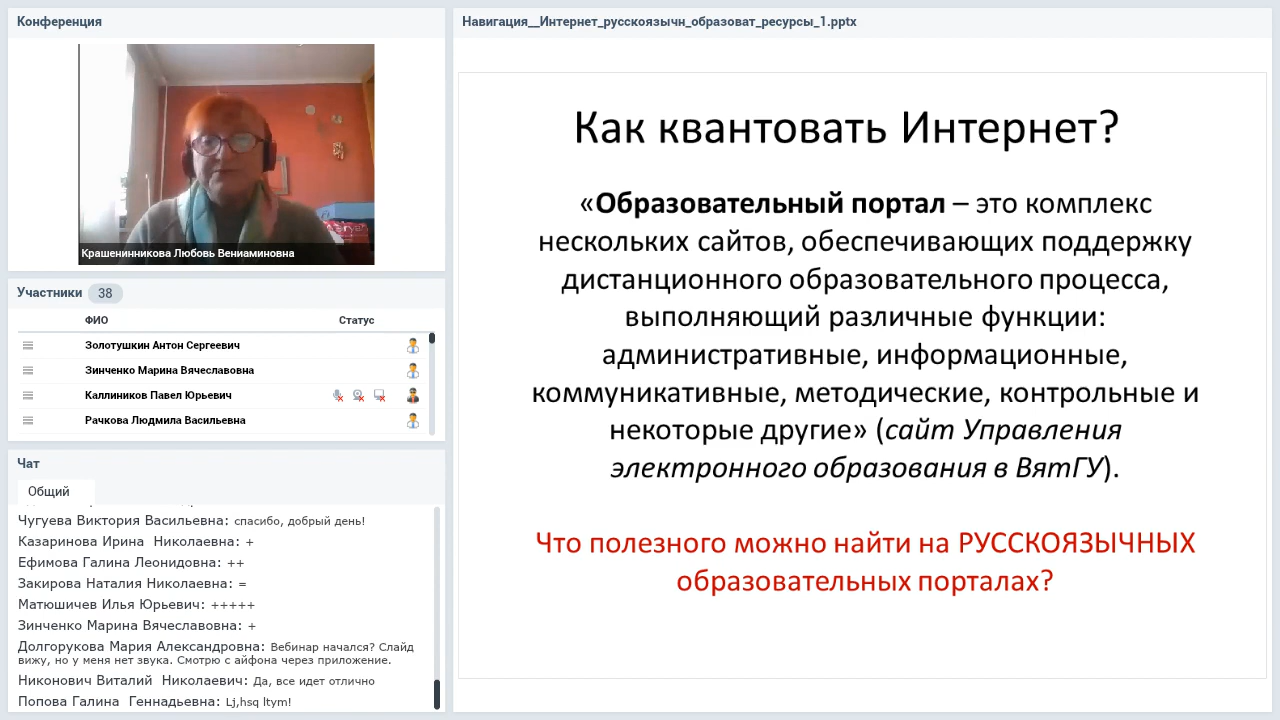 Конференция
Крашенинникова Любовь Вениаминовна
Участники 38
ФИО Статус
Золотушкин Антон Сергеевич
Зинченко Марина Вячеславовна
Каллиников Павел Юрьевич
Рачкова Людмила Васильевна
Чат
Общий
Чугуева Виктория Васильевна: спасибо, добрый день!
Казаринова Ирина Николаевна: +
Ефимова Галина Леонидовна: ++
Закирова Наталия Николаевна: =
Матюшичев Илья Юрьевич: +++++
Зинченко Марина Вячеславовна: +
Долгорукова Мария Александровна: Вебинар начался? Слайд
вижу, но у меня нет звука. Смотрю с айфона через приложение.
Никонович Виталий Николаевич: Да, все идет отлично
Попова Галина Геннадьевна: Lj,hsq ltym!
Навигация__Интернет_русскоязычн_образоват_ресурсы_1.pptx
Как квантовать Интернет?
«Образовательный портал – это комплекс
нескольких сайтов, обеспечивающих поддержку
дистанционного образовательного процесса,
выполняющий различные функции:
административные, информационные,
коммуникативные, методические, контрольные и
некоторые другие» (сайт Управления
электронного образования в ВятГУ).
Что полезного можно найти на РУССКОЯЗЫЧНЫХ
образовательных порталах?